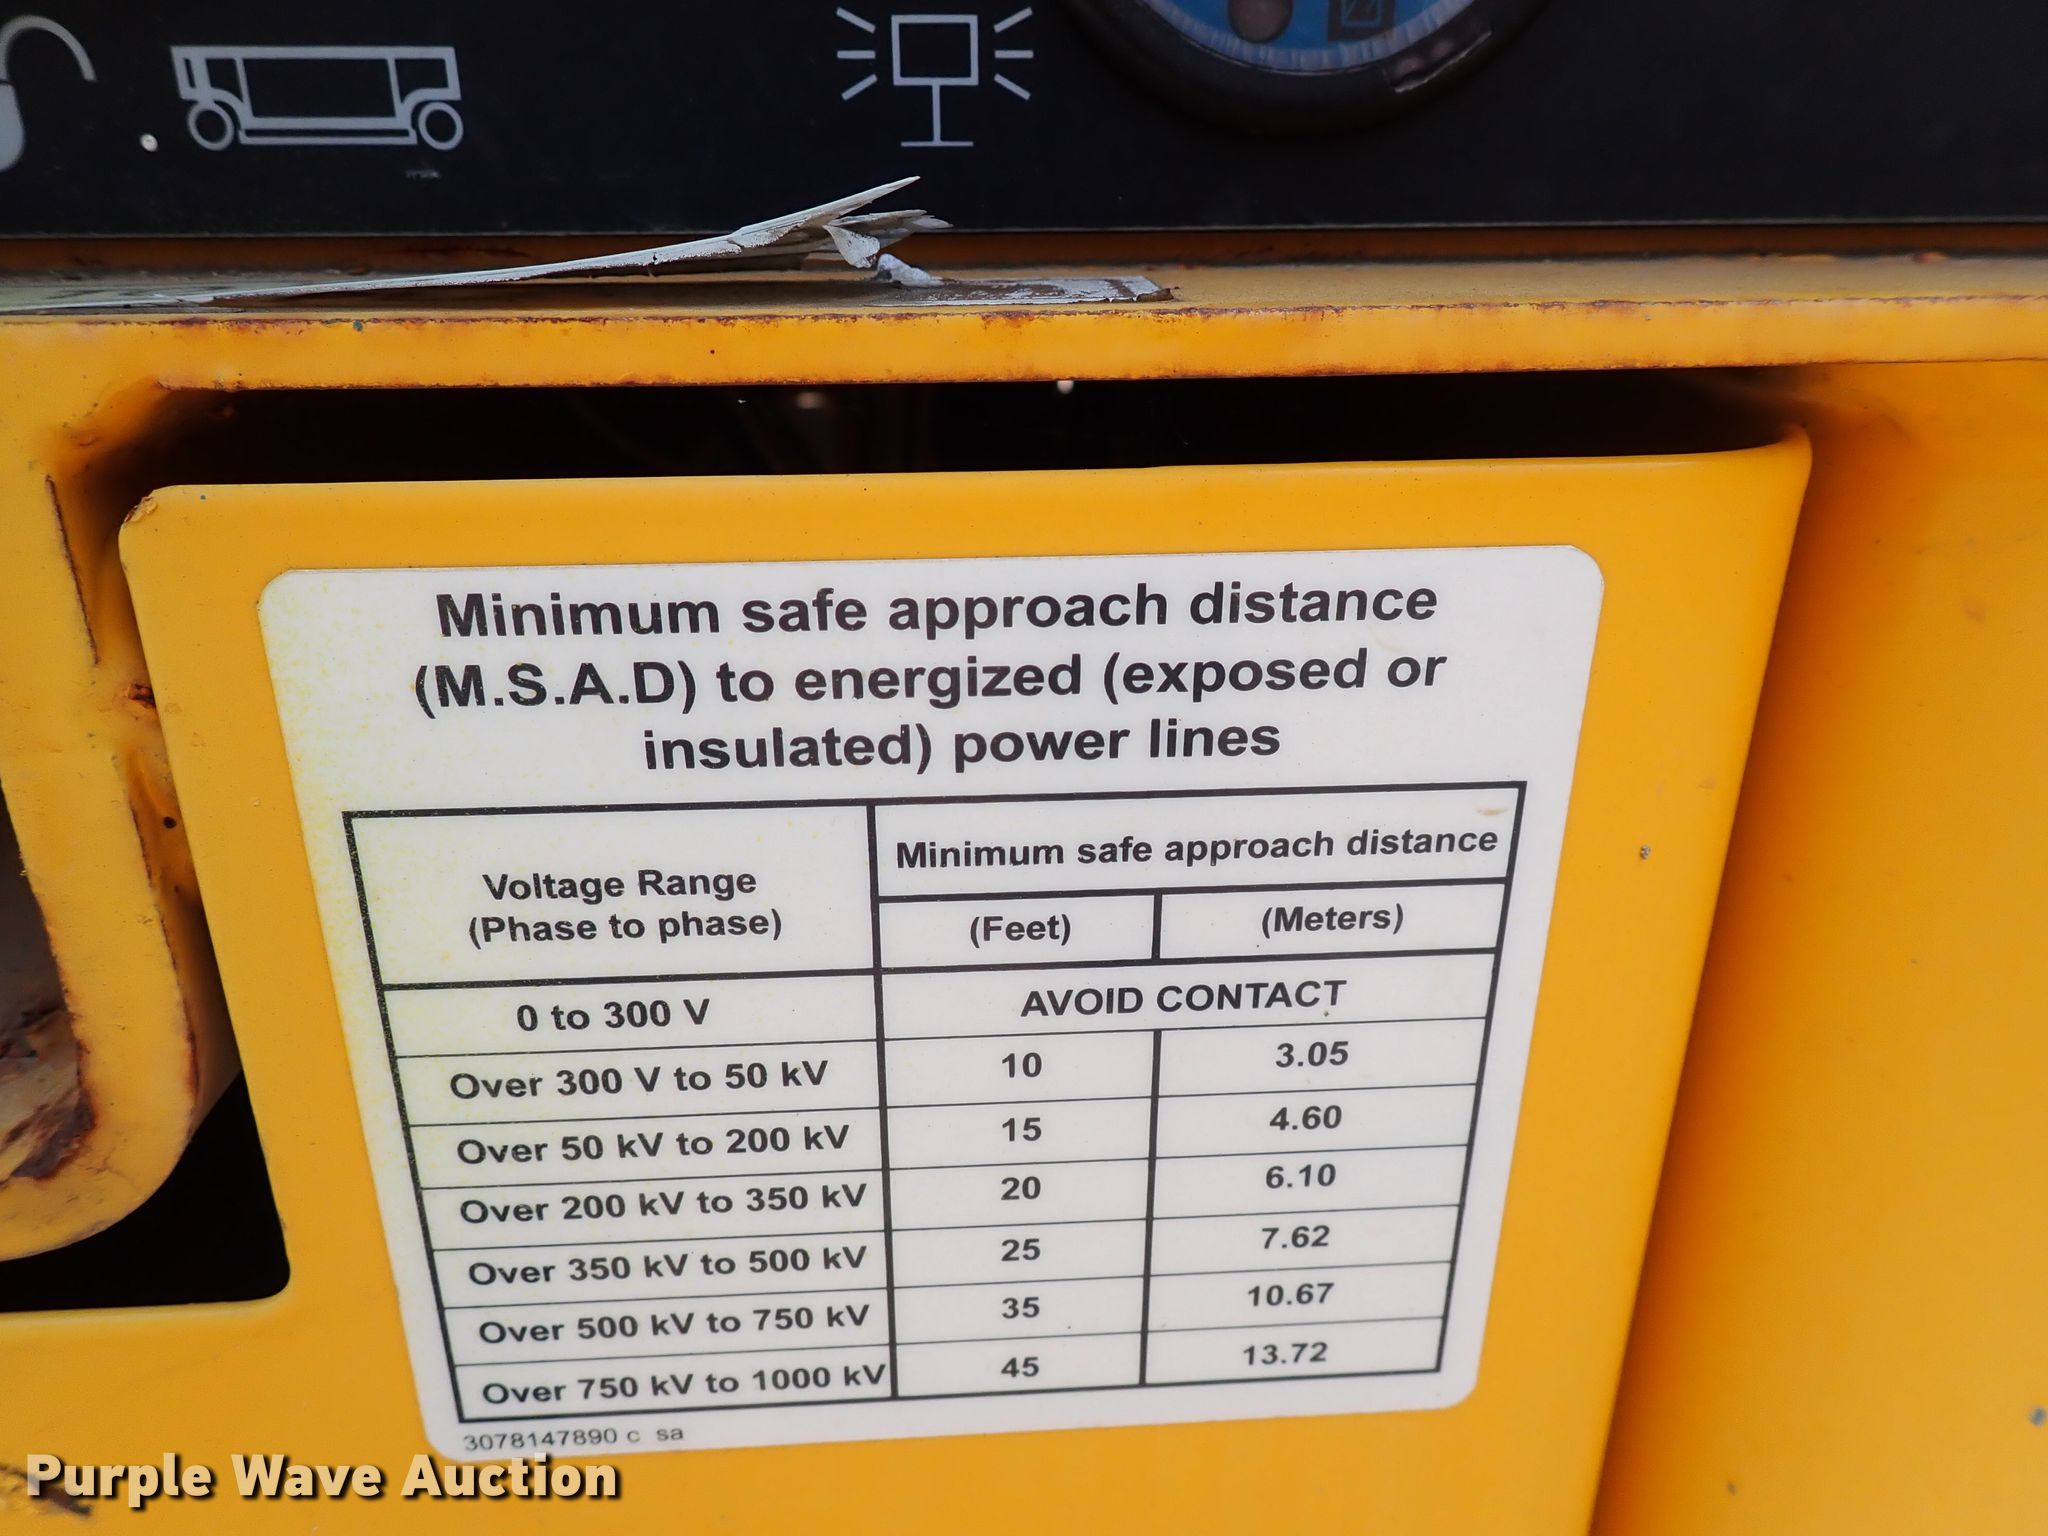 Minimum safe approach distance
(M.S.A.D) to energized (exposed or
insulated) power lines
Voltage Range
(Phase to phase)
Minimum safe approach distance
(Feet) (Meters)
0 to 300 V AVOID CONTACT
Over 300 V to 50 kV 10 3.05
Over 50 kV to 200 kV 15 4.60
Over 200 kV to 350 kV 20 6.10
Over 350 kV to 500 kV 25 7.62
Over 500 kV to 750 kV 35 10.67
Over 750 kV to 1000 kV 45 13.72
3078147890 c sa
Purple Wave Auction